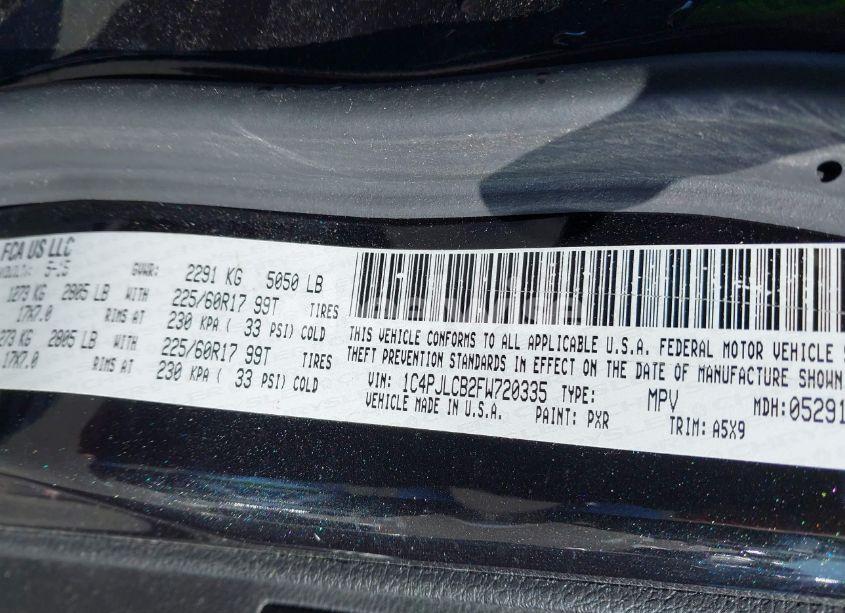 FCA US LLC
5-15 GVWR: 2291 KG 5050 LB
1273 KG 2805 LB WITH 225/60R17 99T TIRES
17X7.0 RIMS AT 230 KPA ( 33 PSI) COLD
273 KG 2805 LB WITH 225/60R17 99T TIRES
17X7.0 RIMS AT 230 KPA ( 33 PSI) COLD
THIS VEHICLE CONFORMS TO ALL APPLICABLE U.S.A. FEDERAL MOTOR VEHICLE S
THEFT PREVENTION STANDARDS IN EFFECT ON THE DATE OF MANUFACTURE SHOWN
VIN: 1C4PJLCB2FW720335 TYPE: MPV MDH:05291
VEHICLE MADE IN U.S.A. PAINT: PXR TRIM: A5X9